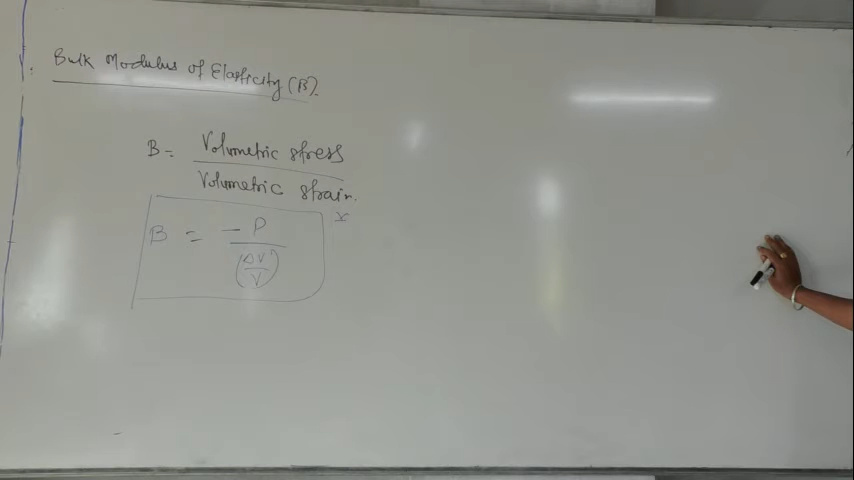 Bulk Modulus of Elasticity (B).
B = Volumetric stress
Volumetric strain.
B = - P
(ΔV
V)